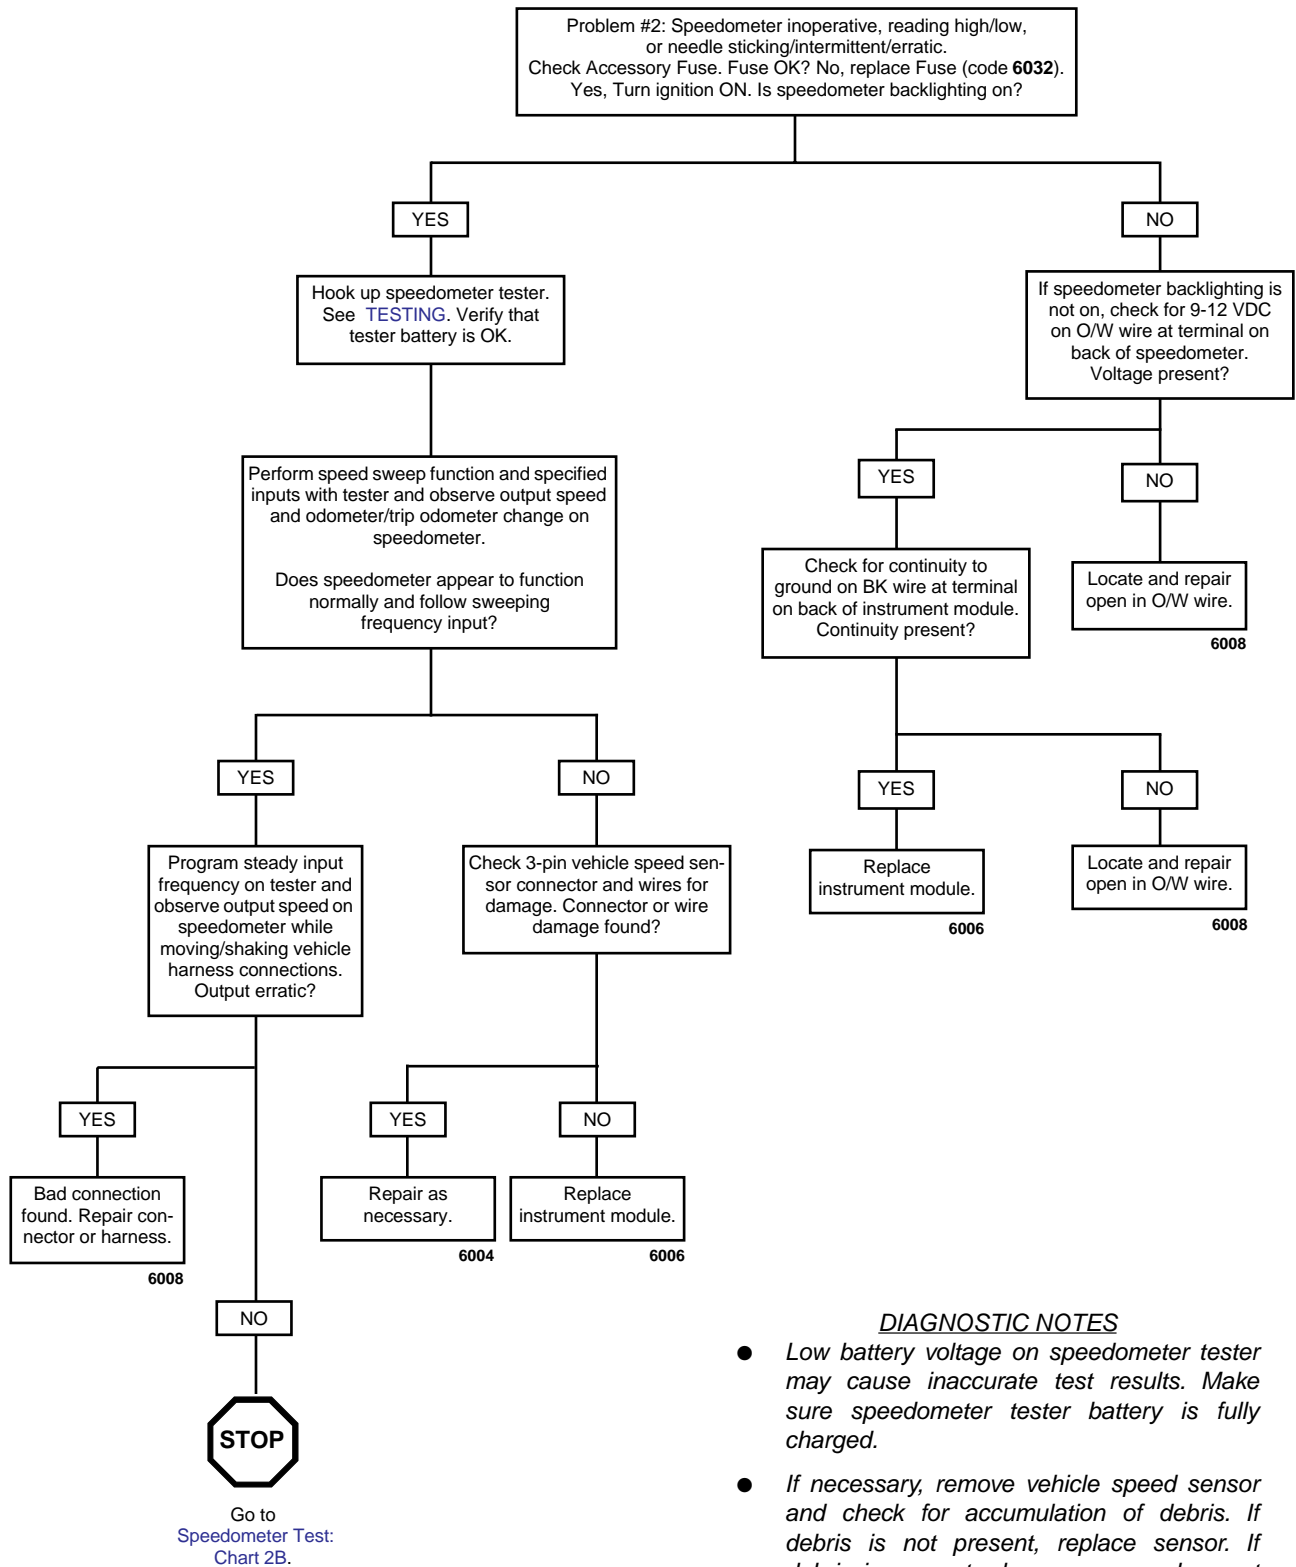 Problem #2: Speedometer inoperative, reading high/low,
or needle sticking/intermittent/erratic.
Check Accessory Fuse. Fuse OK? No, replace Fuse (code 6032).
Yes, Turn ignition ON. Is speedometer backlighting on?
YES
NO
Hook up speedometer tester.
See TESTING. Verify that
tester battery is OK.
If speedometer backlighting is
not on, check for 9-12 VDC
on O/W wire at terminal on
back of speedometer.
Voltage present?
Perform speed sweep function and specified
inputs with tester and observe output speed
and odometer/trip odometer change on
speedometer.
Does speedometer appear to function
normally and follow sweeping
frequency input?
YES
NO
Check for continuity to
ground on BK wire at terminal
on back of instrument module.
Continuity present?
Locate and repair
open in O/W wire.
6008
YES
NO
YES
NO
Program steady input
frequency on tester and
observe output speed on
speedometer while
moving/shaking vehicle
harness connections.
Output erratic?
Check 3-pin vehicle speed sen-
sor connector and wires for
damage. Connector or wire
damage found?
Replace
instrument module.
6006
Locate and repair
open in O/W wire.
6008
YES
YES
NO
Bad connection
found. Repair con-
nector or harness.
6008
Repair as
necessary.
6004
Replace
instrument module.
6006
NO
STOP
Go to
Speedometer Test:
Chart 2B.
DIAGNOSTIC NOTES
● Low battery voltage on speedometer tester
may cause inaccurate test results. Make
sure speedometer tester battery is fully
charged.
● If necessary, remove vehicle speed sensor
and check for accumulation of debris. If
debris is not present, replace sensor. If